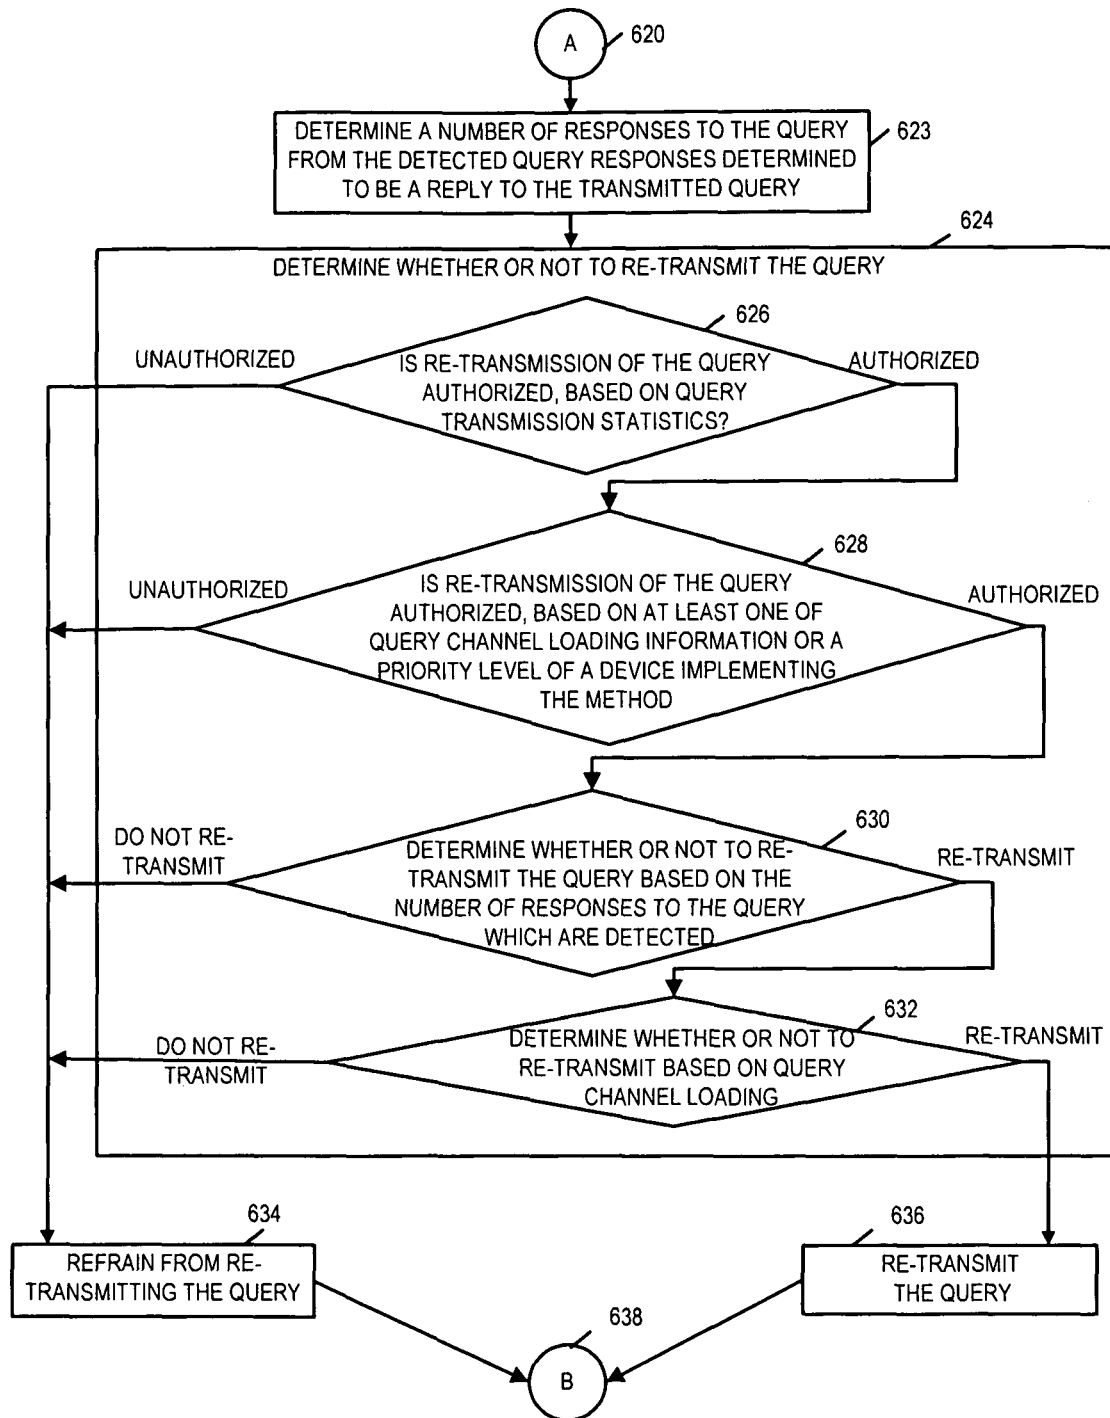 A
620
DETERMINE A NUMBER OF RESPONSES TO THE QUERY
FROM THE DETECTED QUERY RESPONSES DETERMINED
TO BE A REPLY TO THE TRANSMITTED QUERY
623
624
DETERMINE WHETHER OR NOT TO RE-TRANSMIT THE QUERY
626
UNAUTHORIZED
AUTHORIZED
IS RE-TRANSMISSION OF THE QUERY
AUTHORIZED, BASED ON QUERY
TRANSMISSION STATISTICS?
628
UNAUTHORIZED
AUTHORIZED
IS RE-TRANSMISSION OF THE QUERY
AUTHORIZED, BASED ON AT LEAST ONE OF
QUERY CHANNEL LOADING INFORMATION OR A
PRIORITY LEVEL OF A DEVICE IMPLEMENTING
THE METHOD
630
DO NOT RE-
TRANSMIT
RE-TRANSMIT
DETERMINE WHETHER OR NOT TO RE-
TRANSMIT THE QUERY BASED ON THE
NUMBER OF RESPONSES TO THE QUERY
WHICH ARE DETECTED
632
DO NOT RE-
TRANSMIT
RE-TRANSMIT
DETERMINE WHETHER OR NOT TO
RE-TRANSMIT BASED ON QUERY
CHANNEL LOADING
634
REFRAIN FROM RE-
TRANSMITTING THE QUERY
636
RE-TRANSMIT
THE QUERY
638
B